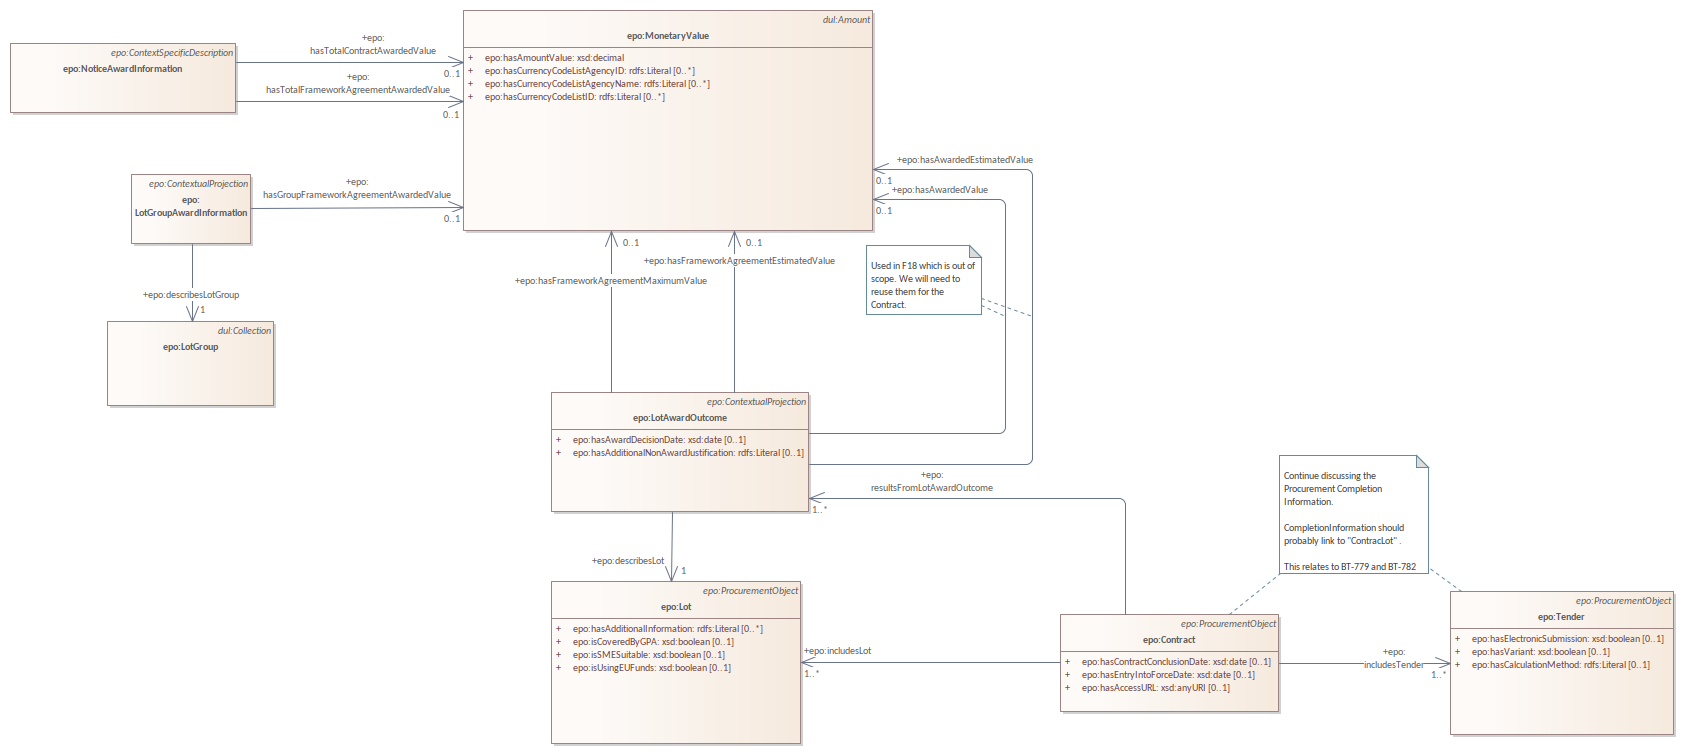 dul:Amount
epo:MonetaryValue
+ epo:hasAmountValue: xsd:decimal
+ epo:hasCurrencyCodeListAgencyID: rdfs:Literal [0..*]
+ epo:hasCurrencyCodeListAgencyName: rdfs:Literal [0..*]
+ epo:hasCurrencyCodeListID: rdfs:Literal [0..*]
epo:ContextSpecificDescription
epo:NoticeAwardInformation
+epo:
hasTotalContractAwardedValue
0..1
+epo:
hasTotalFrameworkAgreementAwardedValue
0..1
epo:ContextualProjection
epo:
LotGroupAwardInformation
+epo:
hasGroupFrameworkAgreementAwardedValue
0..1
+epo:describesLotGroup
1
dul:Collection
epo:LotGroup
+epo:hasAwardedEstimatedValue
0..1
+epo:hasAwardedValue
0..1
0..1
0..1
+epo:hasFrameworkAgreementEstimatedValue
+epo:hasFrameworkAgreementMaximumValue
Used in F18 which is out of
scope. We will need to
reuse them for the
Contract.
epo:ContextualProjection
epo:LotAwardOutcome
+ epo:hasAwardDecisionDate: xsd:date [0..1]
+ epo:hasAdditionalNonAwardJustification: rdfs:Literal [0..1]
+epo:
resultsFromLotAwardOutcome
1..*
+epo:describesLot
1
Continue discussing the
Procurement Completion
Information.
CompletionInformation should
probably link to "ContracLot" .
This relates to BT-779 and BT-782
epo:ProcurementObject
epo:Lot
+ epo:hasAdditionalInformation: rdfs:Literal [0..*]
+ epo:isCoveredByGPA: xsd:boolean [0..1]
+ epo:isSMESuitable: xsd:boolean [0..1]
+ epo:isUsingEUFunds: xsd:boolean [0..1]
+epo:includesLot
1..*
epo:ProcurementObject
epo:Contract
+ epo:hasContractConclusionDate: xsd:date [0..1]
+ epo:hasEntryIntoForceDate: xsd:date [0..1]
+ epo:hasAccessURL: xsd:anyURI [0..1]
+epo:
includesTender
1..*
epo:ProcurementObject
epo:Tender
+ epo:hasElectronicSubmission: xsd:boolean [0..1]
+ epo:hasVariant: xsd:boolean [0..1]
+ epo:hasCalculationMethod: rdfs:Literal [0..1]